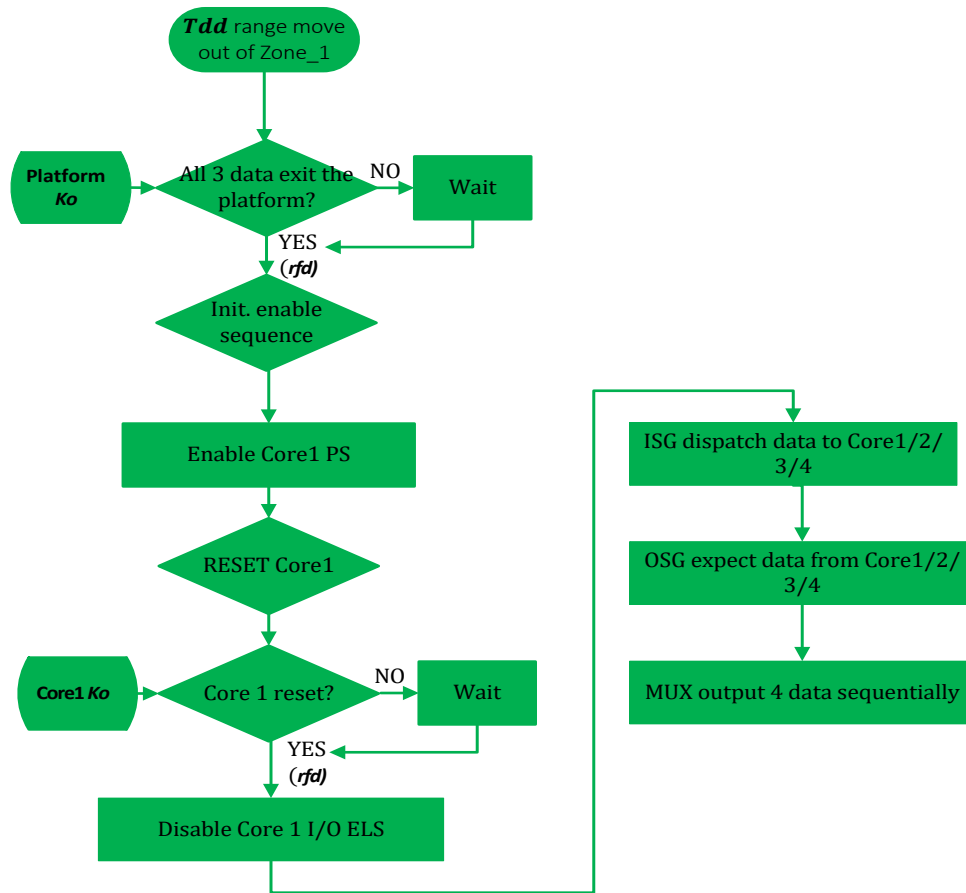 Tdd range move
out of Zone_1
Platform
Ko
All 3 data exit the
platform?
NO
Wait
YES
(rfd)
Init. enable
sequence
Enable Core1 PS
RESET Core1
Core1 Ko
Core 1 reset?
NO
Wait
YES
(rfd)
Disable Core 1 I/O ELS
ISG dispatch data to Core1/2/
3/4
OSG expect data from Core1/2/
3/4
MUX output 4 data sequentially